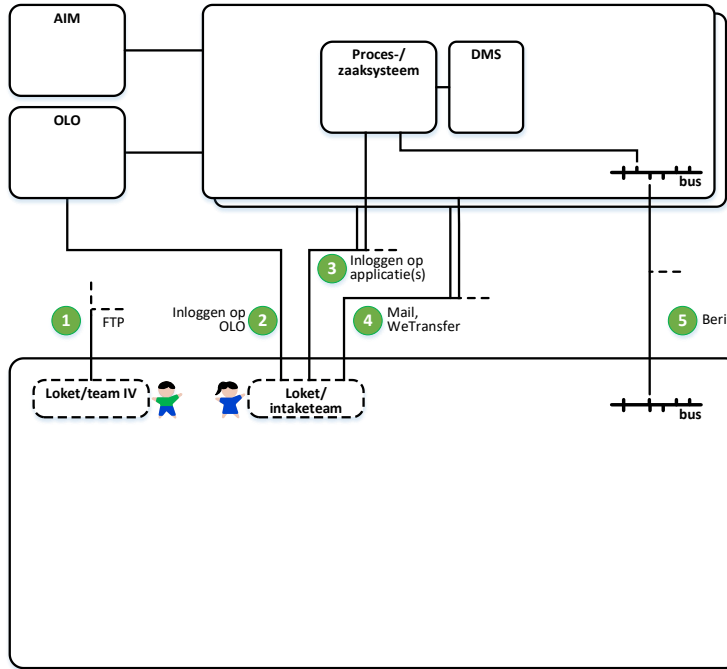 AIM
Proces-/
zaaksysteem
DMS
OLO
bus
3
Inloggen op
applicatie(s)
1
FTP
Inloggen op
OLO
2
4
Mail,
WeTransfer
5
Beri
Loket/team IV
Loket/
intaketeam
bus